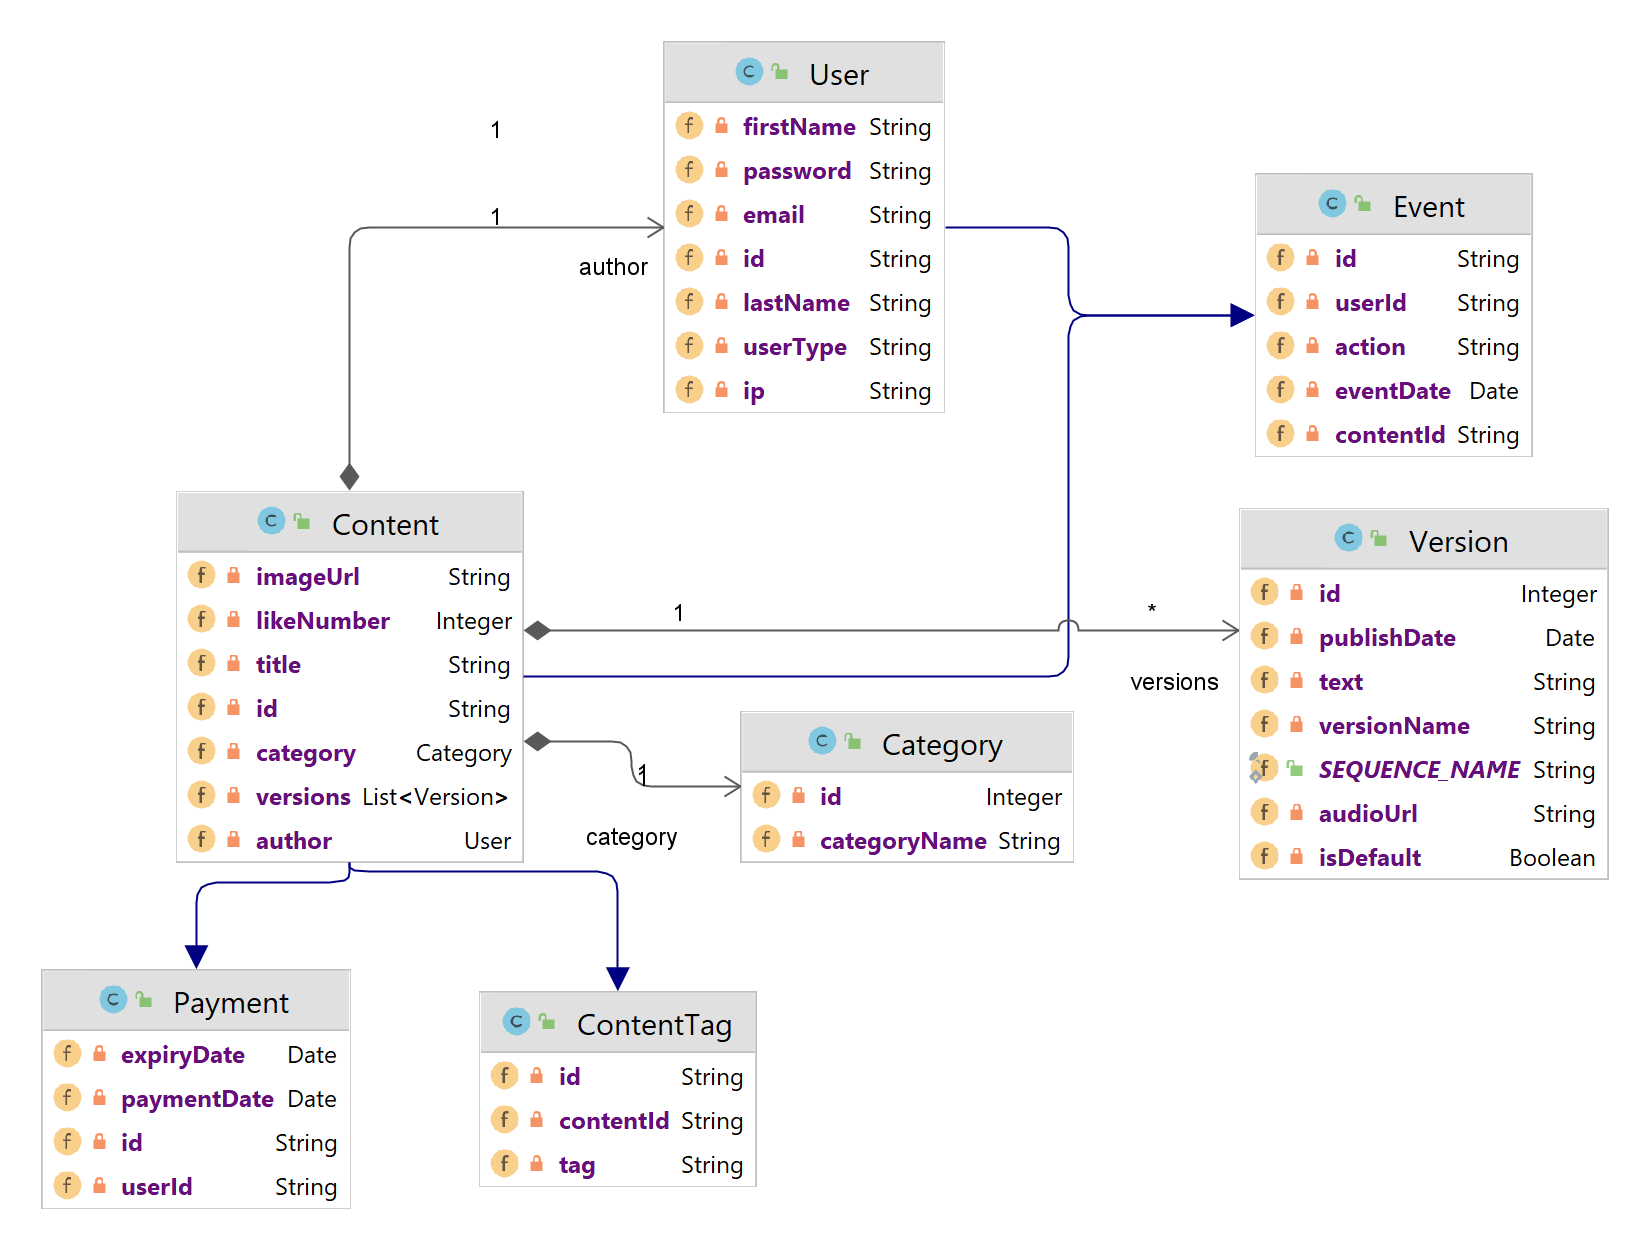 User
firstName String
password String
email String
id String
lastName String
userType String
ip String
1
1
author
Event
id String
userId String
action String
eventDate Date
contentId String
Content
imageUrl String
likeNumber Integer
title String
id String
category Category
versions List<Version>
author User
1
*
versions
Version
id Integer
publishDate Date
text String
versionName String
SEQUENCE_NAME String
audioUrl String
isDefault Boolean
1
category
Category
id Integer
categoryName String
Payment
expiryDate Date
paymentDate Date
id String
userId String
ContentTag
id String
contentId String
tag String